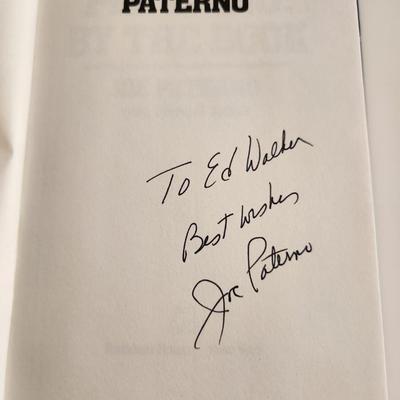 PATERNO
To Ed Walker
Best Wishes
Joe Paterno